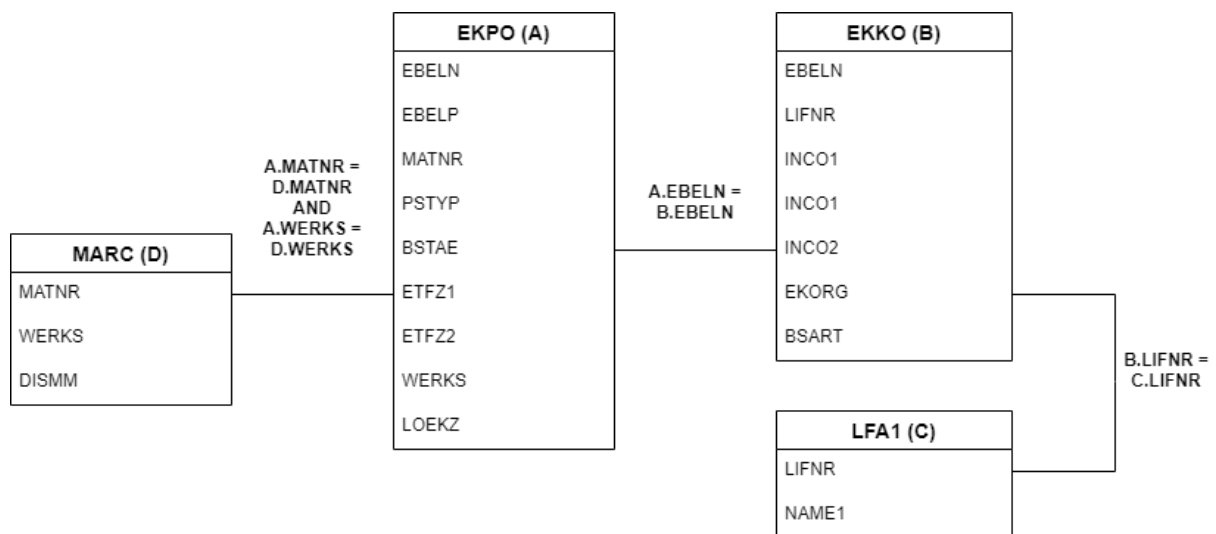 EKPO (A)
EBELN
EBELP
MATNR
PSTYP
BSTAE
ETFZ1
ETFZ2
WERKS
LOEKZ
EKKO (B)
EBELN
LIFNR
INCO1
INCO1
INCO2
EKORG
BSART
A.MATNR =
D.MATNR
AND
A.WERKS =
D.WERKS
A.EBELN =
B.EBELN
MARC (D)
MATNR
WERKS
DISMM
B.LIFNR =
C.LIFNR
LFA1 (C)
LIFNR
NAME1